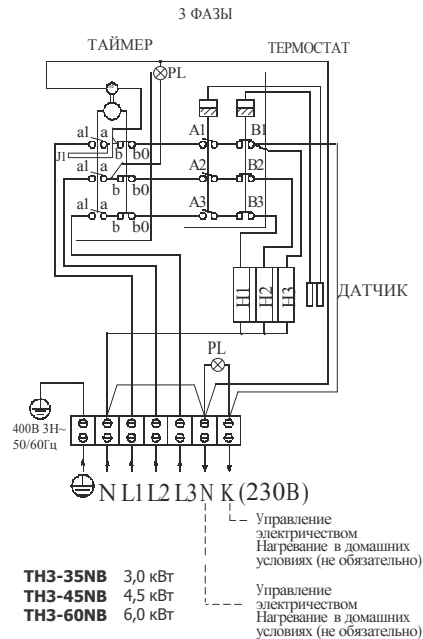 3 ФАЗЫ
ТАЙМЕР
ТЕРМОСТАТ
PL
a1 a b b0 A1 B1
J1
a1 a b b0 A2 B2
a1 a b b0 A3 B3
H1 H2 H3
ДАТЧИК
PL
400В 3Н~
50/60Гц
N L1 L2 L3 N K (230В)
Управление
электричеством
Нагревание в домашних
условиях (не обязательно)
TH3-35NB 3,0 кВт
TH3-45NB 4,5 кВт
TH3-60NB 6,0 кВт
Управление
электричеством
Нагревание в домашних
условиях (не обязательно)